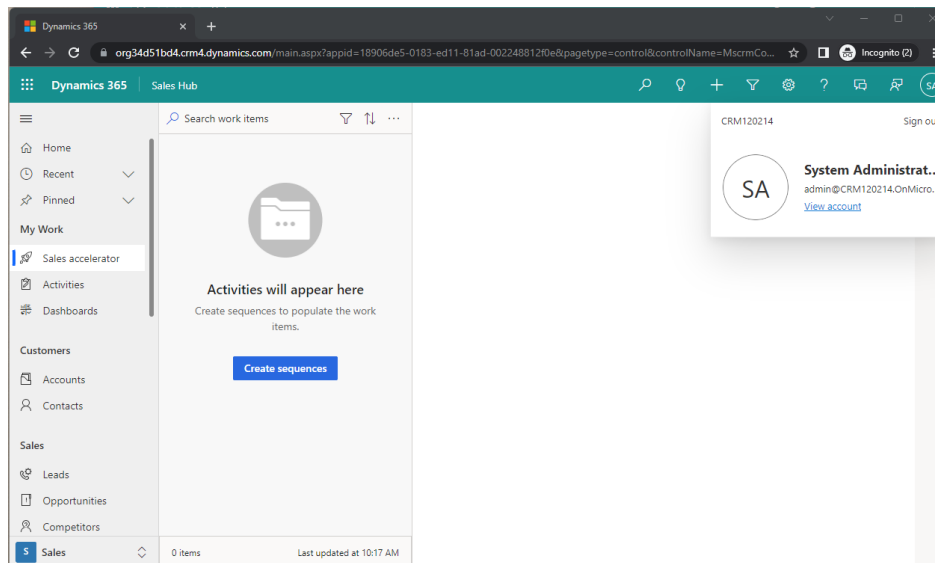 Dynamics 365
org34d51bd4.crm4.dynamics.com/main.aspx?appid=18906de5-0183-ed11-81ad-002248812f0e&pagetype=control&controlName=MscrmCo...
Incognito (2)
Dynamics 365
Sales Hub
SA
Search work items
CRM120214
Sign ou
Home
Recent
Pinned
My Work
Sales accelerator
Activities
Dashboards
Customers
Accounts
Contacts
Sales
Leads
Opportunities
Competitors
S Sales
Activities will appear here
Create sequences to populate the work
items.
Create sequences
0 items
Last updated at 10:17 AM
SA
System Administrat...
admin@CRM120214.OnMicro...
View account